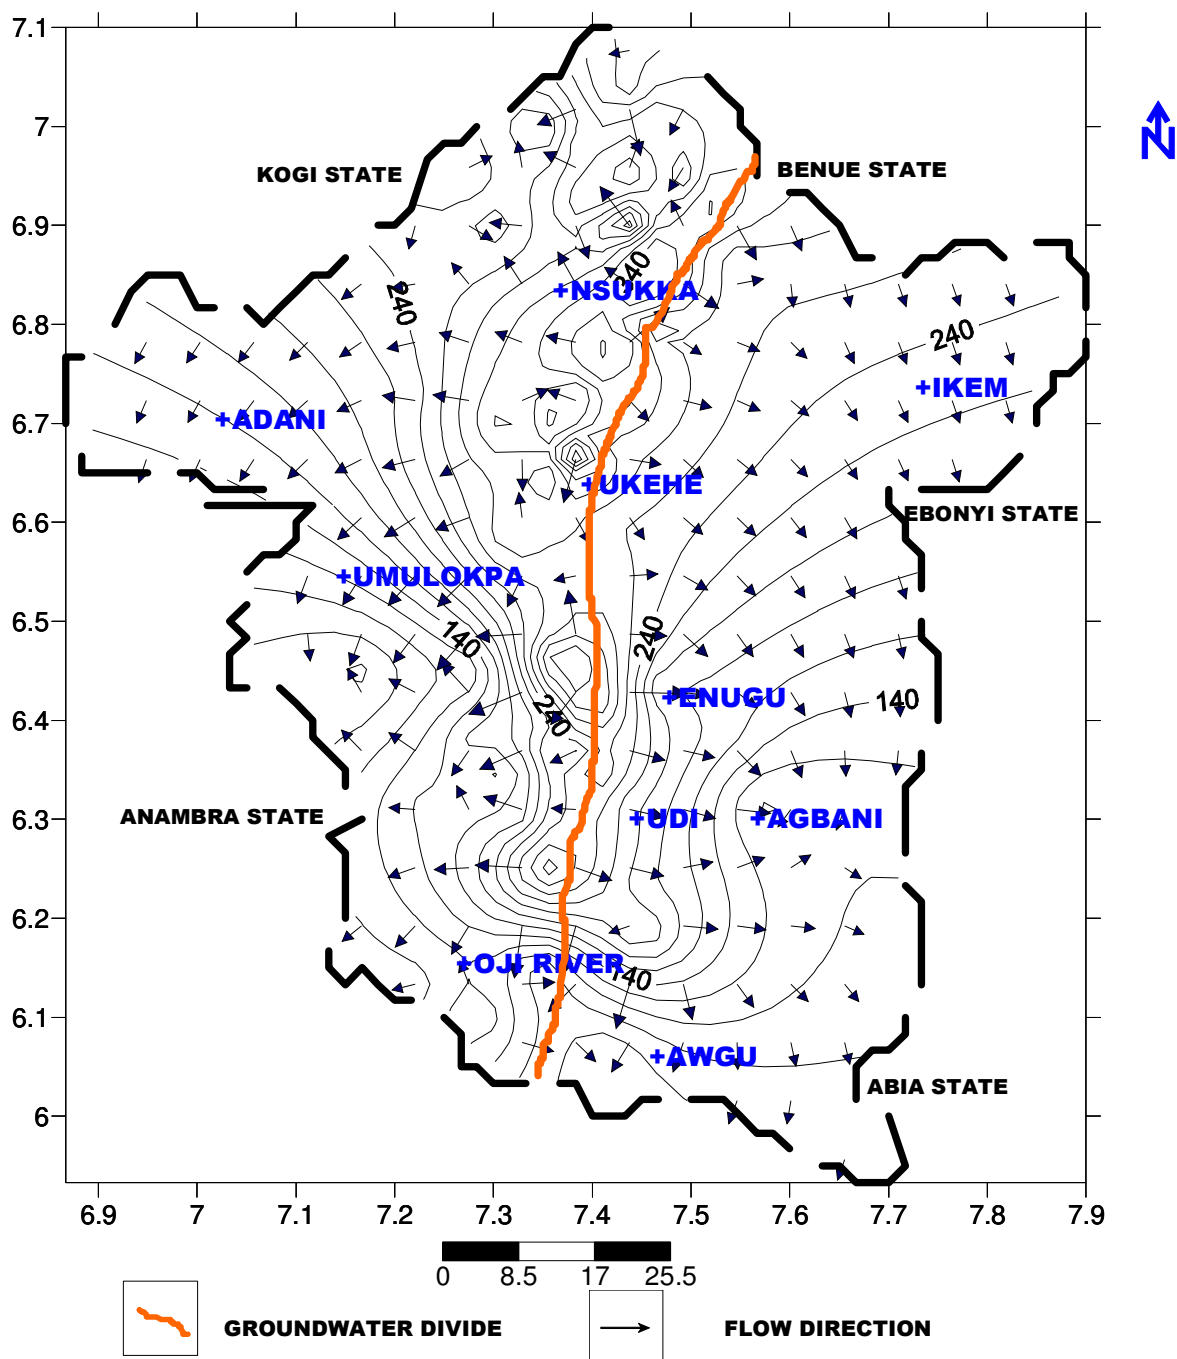 7.1
7
6.9
6.8
6.7
6.6
6.5
6.4
6.3
6.2
6.1
6
N
KOGI STATE
BENUE STATE
240
240
+NSUKKA
240
+IKEM
+ADANI
+UKEHE
EBONYI STATE
+UMULOKPA
140
240
240
+ENUGU
140
ANAMBRA STATE
+UDI
+AGBANI
+OJI RIVER
140
+AWGU
ABIA STATE
6.9 7 7.1 7.2 7.3 7.4 7.5 7.6 7.7 7.8 7.9
0 8.5 17 25.5
GROUNDWATER DIVIDE
FLOW DIRECTION